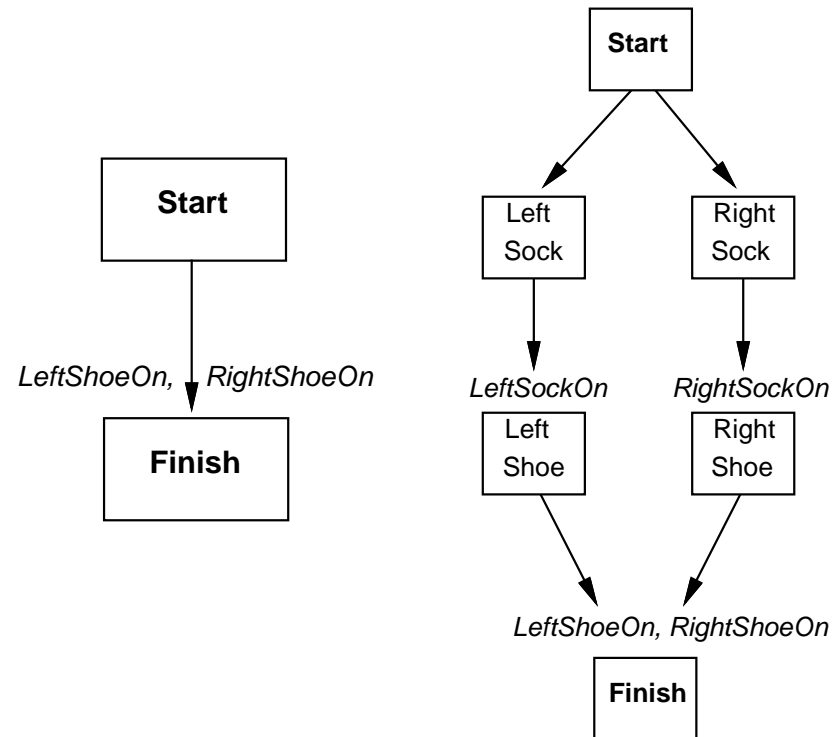 Start
LeftShoeOn, RightShoeOn
Finish
Start
Left
Sock
Right
Sock
LeftSockOn
RightSockOn
Left
Shoe
Right
Shoe
LeftShoeOn, RightShoeOn
Finish